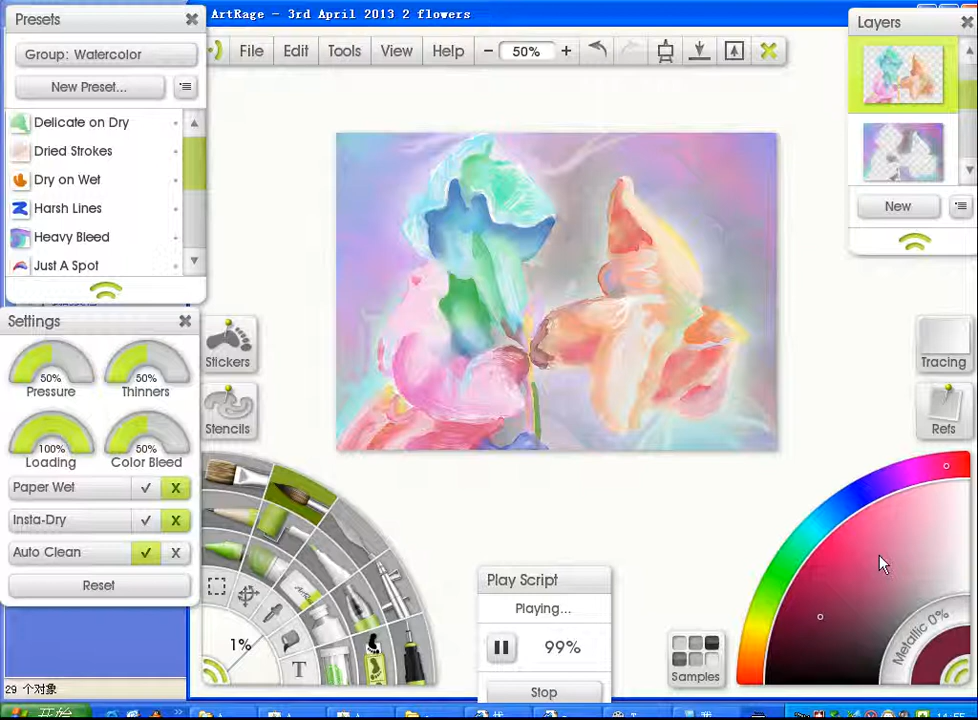 Presets
ArtRage - 3rd April 2013 2 flowers
Layers
File Edit Tools View Help 50%
Group: Watercolor
New Preset...
Delicate on Dry
Dried Strokes
Dry on Wet
Harsh Lines
Heavy Bleed
Just A Spot
New
Settings
50%
Pressure
50%
Thinners
100%
Loading
50%
Color Bleed
Paper Wet
Insta-Dry
Auto Clean
Reset
Stickers
Stencils
Tracing
Refs
1%
T
Play Script
Playing...
99%
Stop
Samples
Metallic 0%
29 个对象
开始
14:55